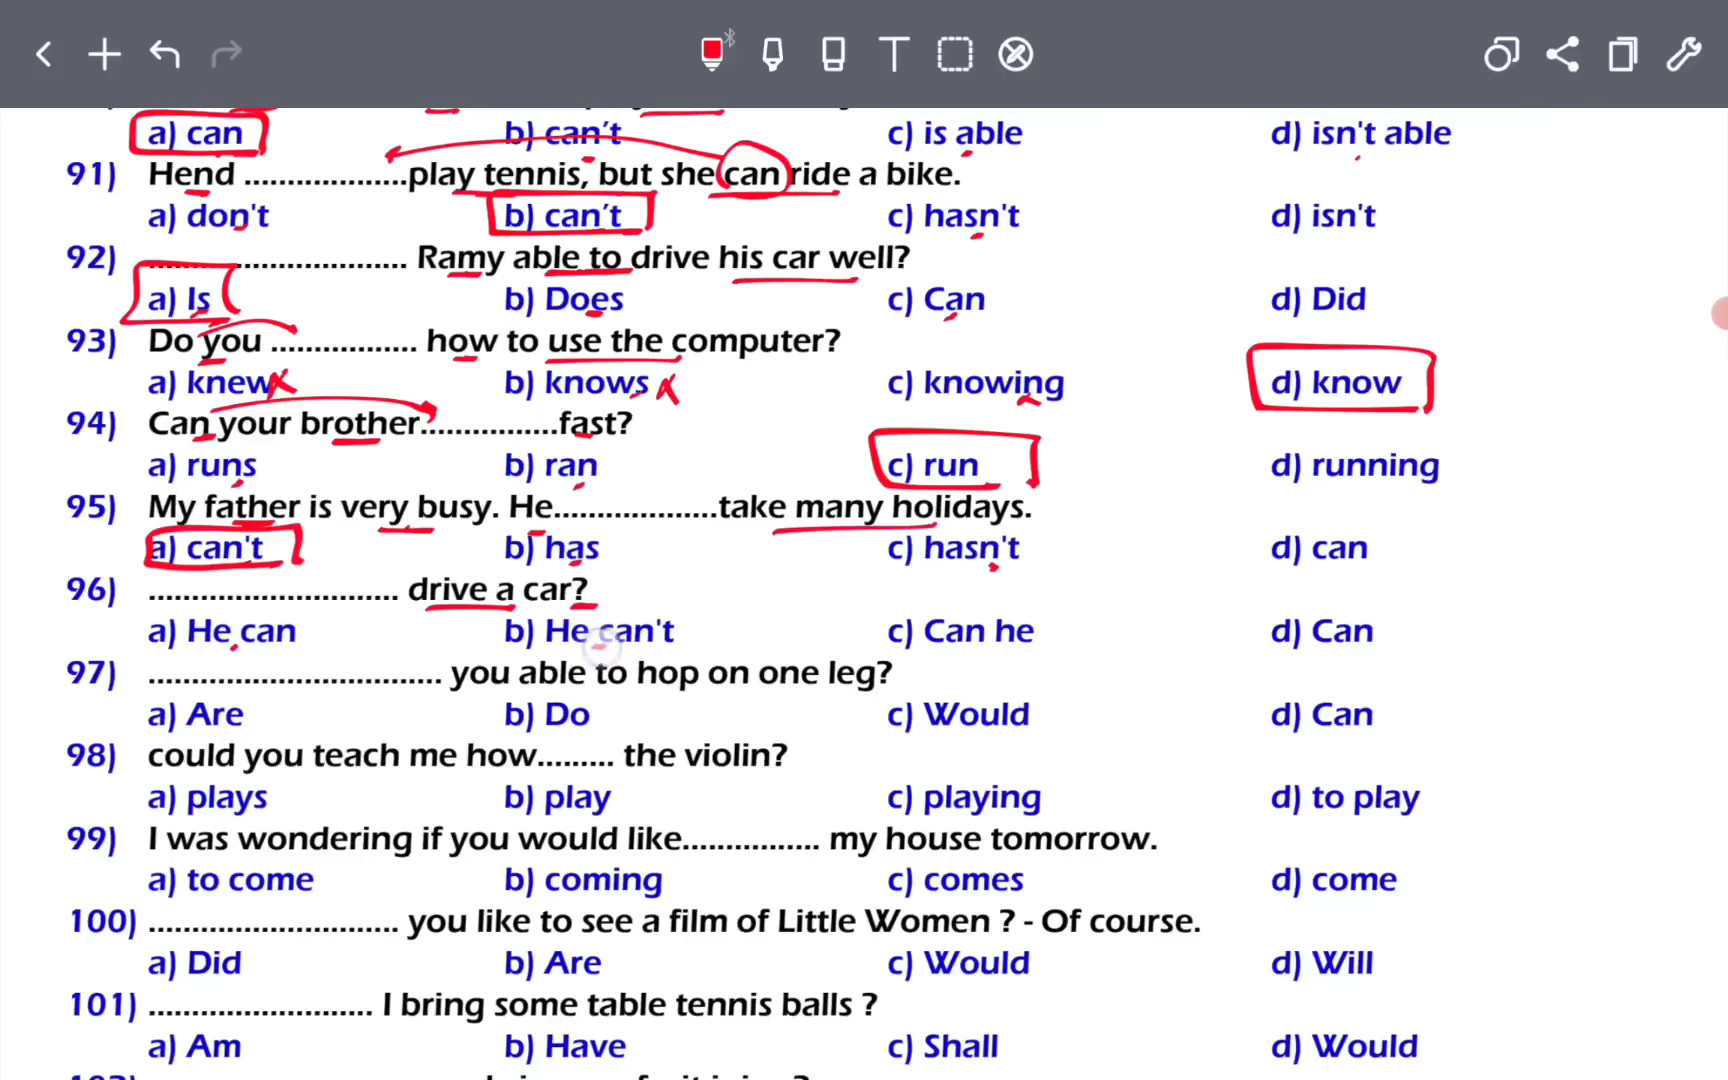 a) can b) can't c) is able d) isn't able
91) Hend ...................play tennis, but she can ride a bike.
a) don't b) can't c) hasn't d) isn't
92) .............................. Ramy able to drive his car well?
a) Is b) Does c) Can d) Did
93) Do you ................. how to use the computer?
a) knew b) knows c) knowing d) know
94) Can your brother................fast?
a) runs b) ran c) run d) running
95) My father is very busy. He...................take many holidays.
a) can't b) has c) hasn't d) can
96) ............................. drive a car?
a) He can b) He can't c) Can he d) Can
97) .................................. you able to hop on one leg?
a) Are b) Do c) Would d) Can
98) could you teach me how......... the violin?
a) plays b) play c) playing d) to play
99) I was wondering if you would like................ my house tomorrow.
a) to come b) coming c) comes d) come
100) ............................. you like to see a film of Little Women ? - Of course.
a) Did b) Are c) Would d) Will
101) .......................... I bring some table tennis balls ?
a) Am b) Have c) Shall d) Would